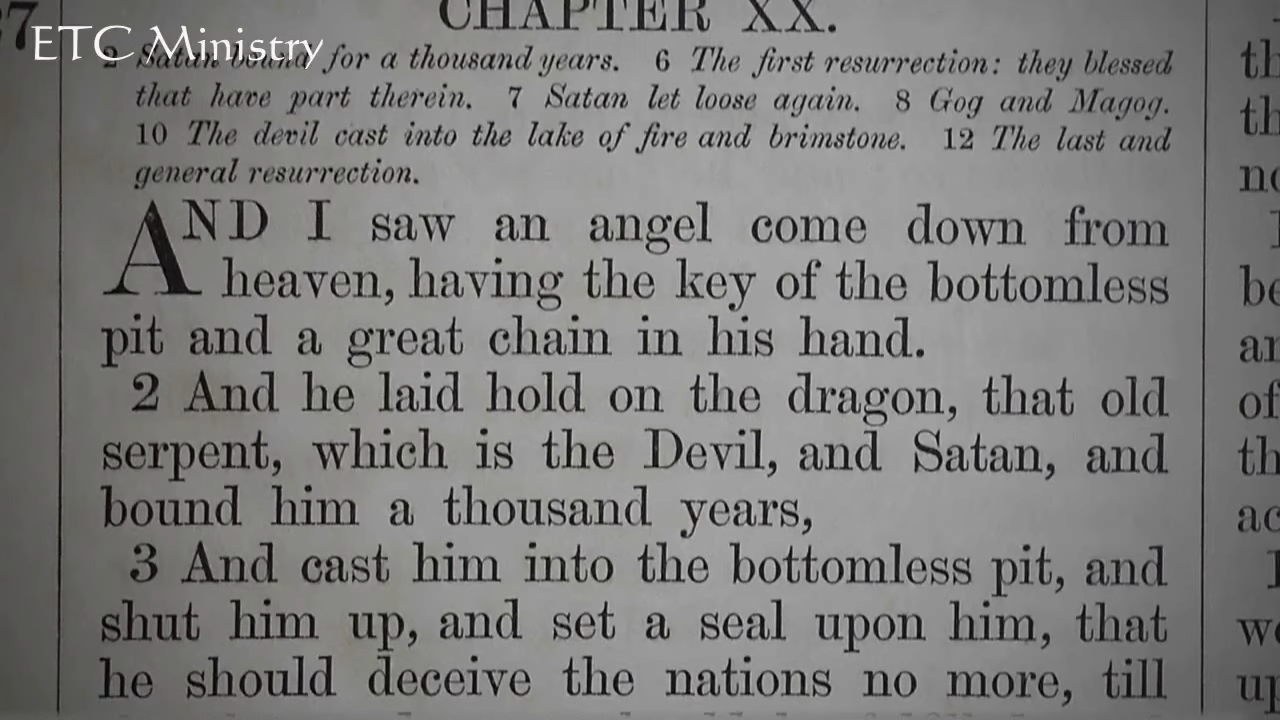 7
ETC Ministry
CHAPTER XX.
2 Satan bound for a thousand years. 6 The first resurrection: they blessed
that have part therein. 7 Satan let loose again. 8 Gog and Magog.
10 The devil cast into the lake of fire and brimstone. 12 The last and
general resurrection.
AND I saw an angel come down from
heaven, having the key of the bottomless
pit and a great chain in his hand.
2 And he laid hold on the dragon, that old
serpent, which is the Devil, and Satan, and
bound him a thousand years,
3 And cast him into the bottomless pit, and
shut him up, and set a seal upon him, that
he should deceive the nations no more, till